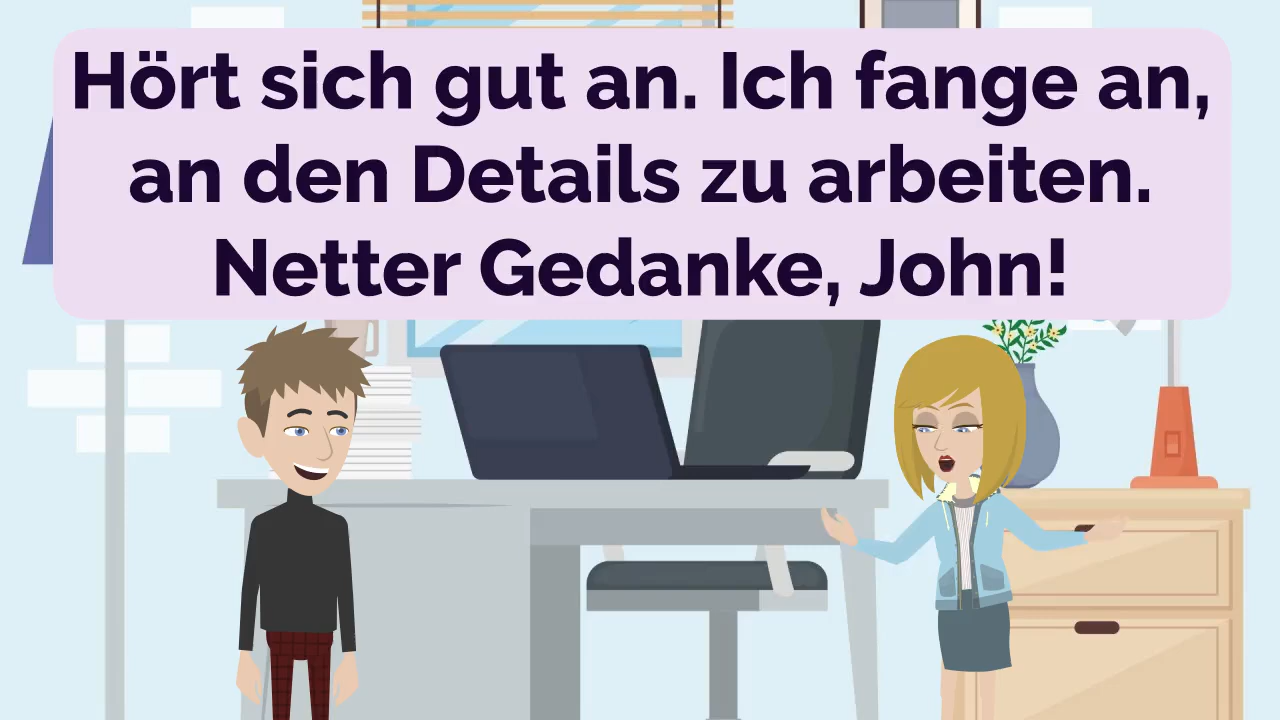 Hört sich gut an. Ich fange an,
an den Details zu arbeiten.
Netter Gedanke, John!